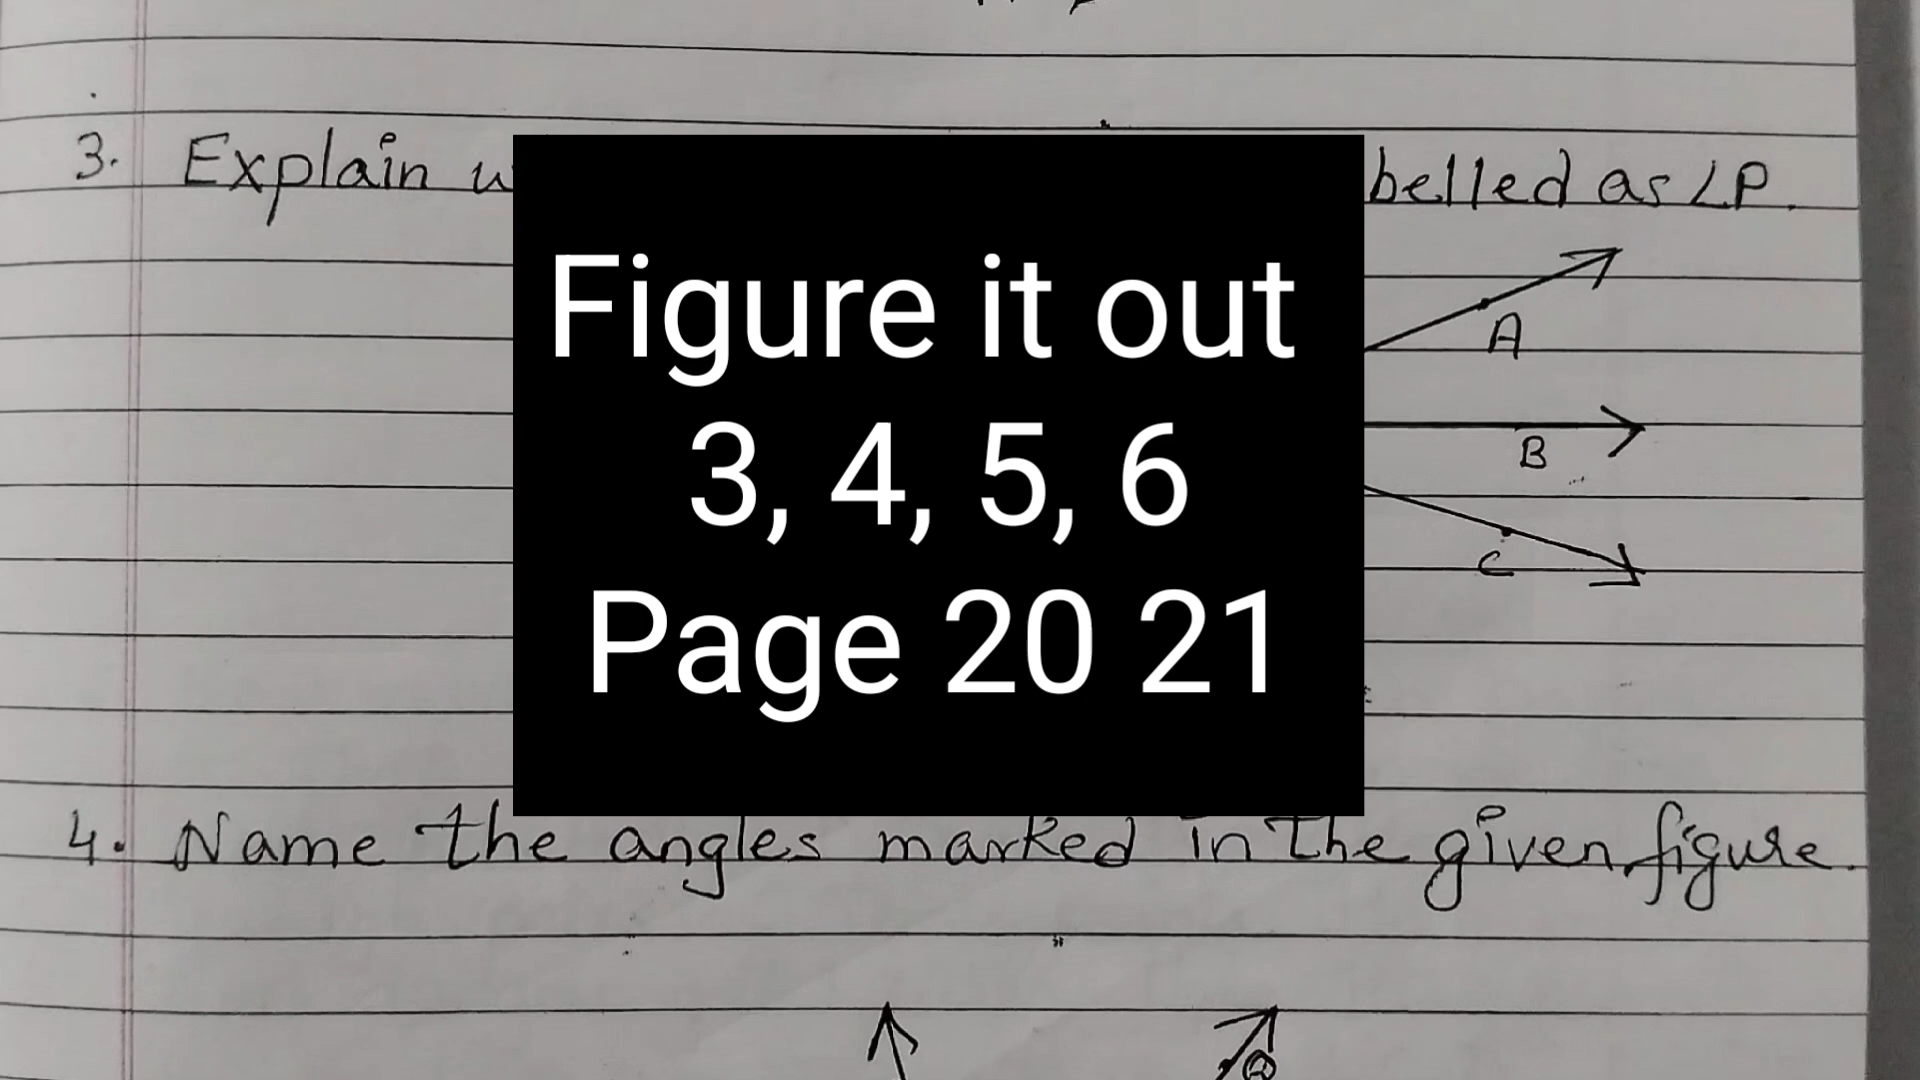 3. Explain
belled as ∠P.
Figure it out
3, 4, 5, 6
Page 20 21
A
B
C
4. Name the angles marked in the given figure.
Q